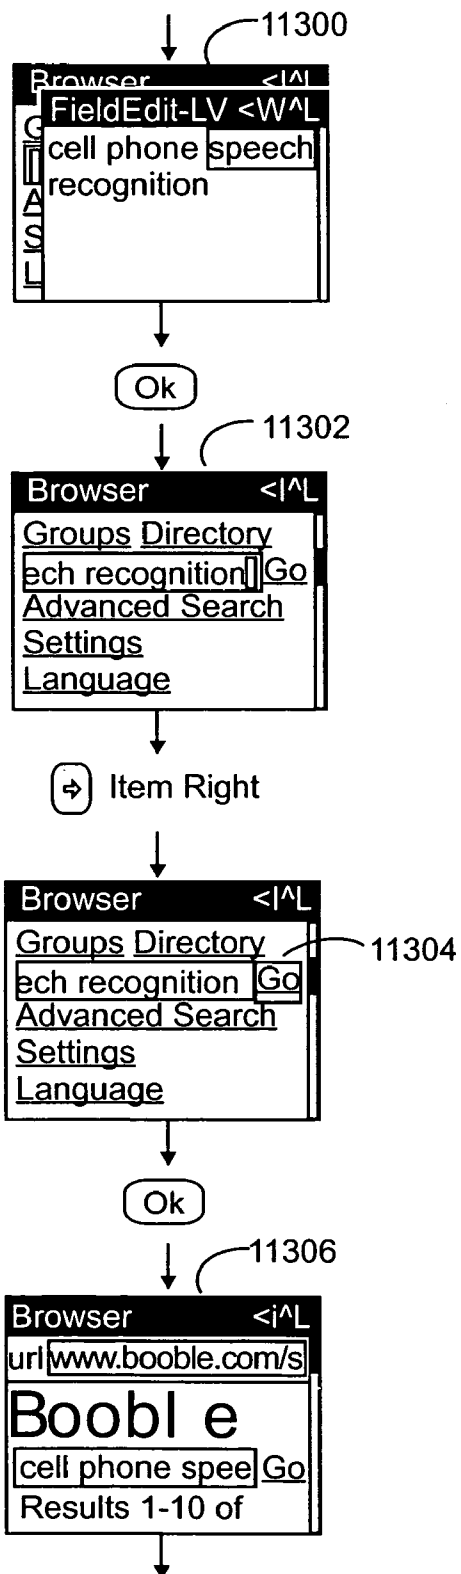 11300
Browser <I^L
FieldEdit-LV <W^L
G
cell phone speech
recognition
A
S
L
Ok
11302
Browser <I^L
Groups Directory
ech recognition Go
Advanced Search
Settings
Language
Item Right
Browser <I^L
Groups Directory
11304
ech recognition Go
Advanced Search
Settings
Language
Ok
11306
Browser <i^L
url www.booble.com/s
Boobl e
cell phone spee Go
Results 1-10 of